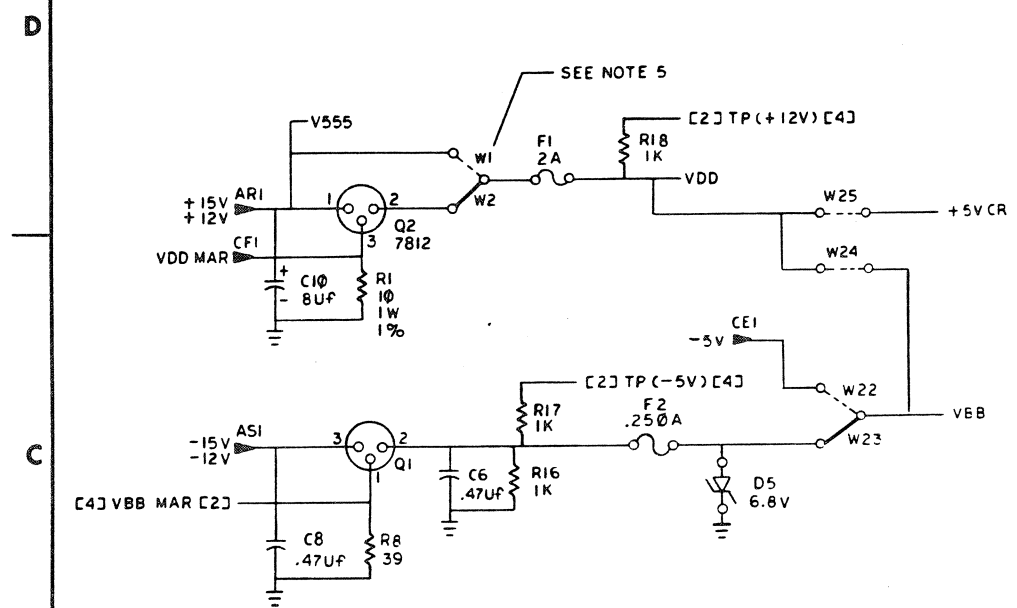 D
SEE NOTE 5
V555
[2] TP(+12V) [4]
F1
2A
R18
1K
W1
W2
VDD
AR1
+15V
+12V
1
2
3
Q2
7812
W25
+5V CR
CF1
VDD MAR
W24
+
-
C10
8Uf
R1
10
1W
1%
CE1
-5V
[2] TP(-5V) [4]
W22
R17
1K
F2
.250A
VBB
W23
C
AS1
-15V
-12V
3
2
1
Q1
C6
.47Uf
R16
1K
D5
6.8V
[4] VBB MAR [2]
C8
.47Uf
R8
39